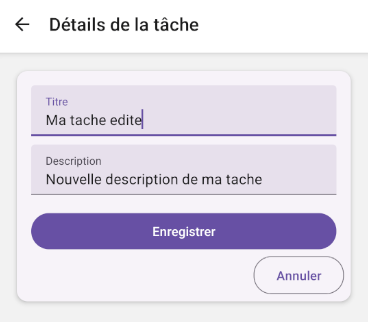 Détails de la tâche
Titre
Ma tache edite
Description
Nouvelle description de ma tache
Enregistrer
Annuler